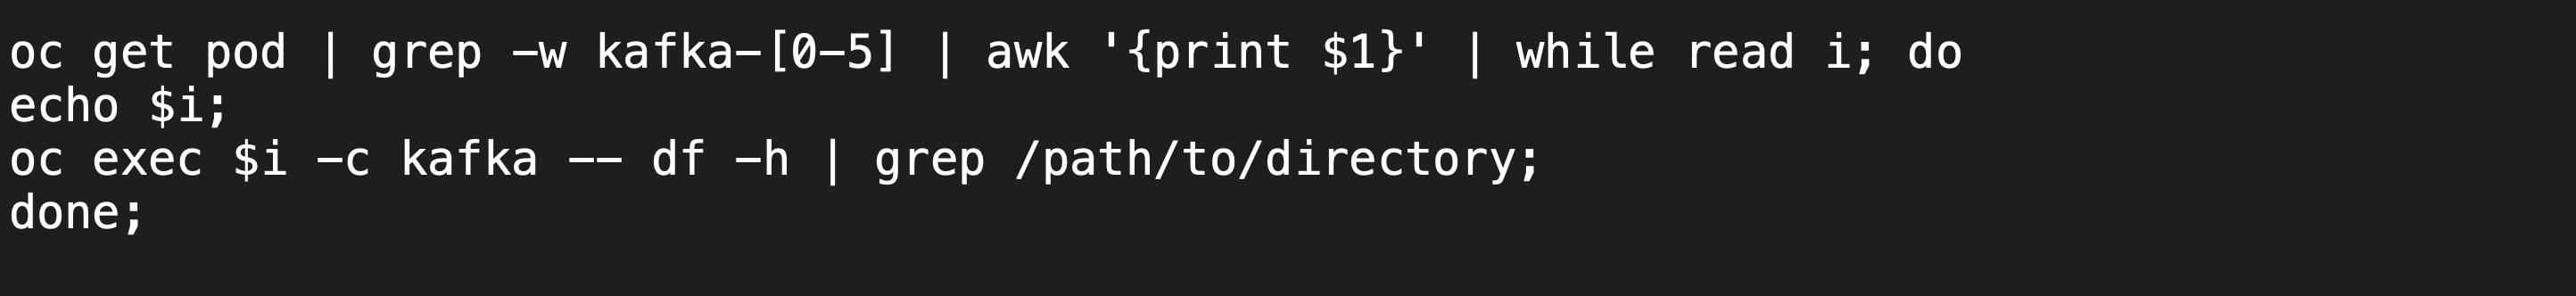 oc get pod | grep -w kafka-[0-5] | awk '{print $1}' | while read i; do
echo $i;
oc exec $i -c kafka -- df -h | grep /path/to/directory;
done;